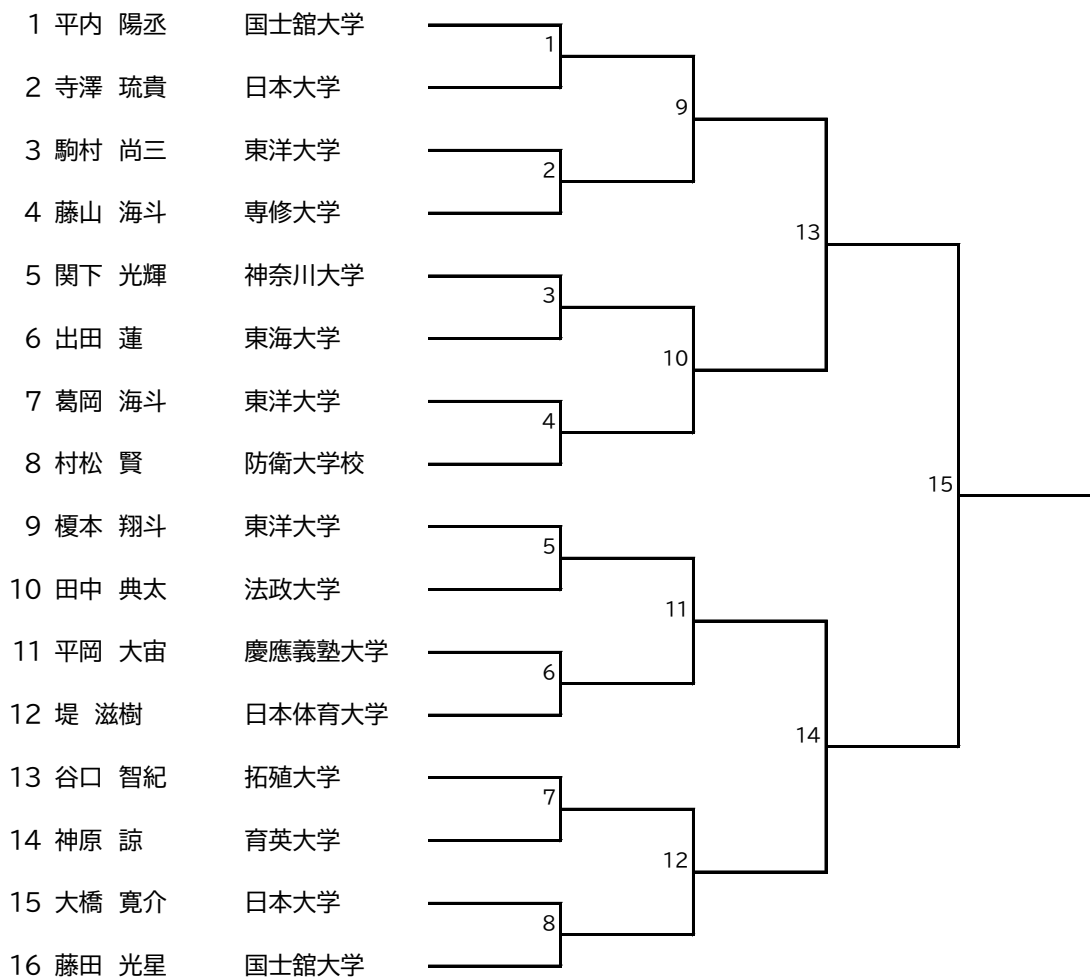 1 平内 陽丞 国士舘大学
1
2 寺澤 琉貴 日本大学
9
3 駒村 尚三 東洋大学
2
4 藤山 海斗 専修大学
13
5 関下 光輝 神奈川大学
3
6 出田 蓮 東海大学
10
7 葛岡 海斗 東洋大学
4
8 村松 賢 防衛大学校
15
9 榎本 翔斗 東洋大学
5
10 田中 典太 法政大学
11
11 平岡 大宙 慶應義塾大学
6
12 堤 滋樹 日本体育大学
14
13 谷口 智紀 拓殖大学
7
14 神原 諒 育英大学
12
15 大橋 寛介 日本大学
8
16 藤田 光星 国士舘大学